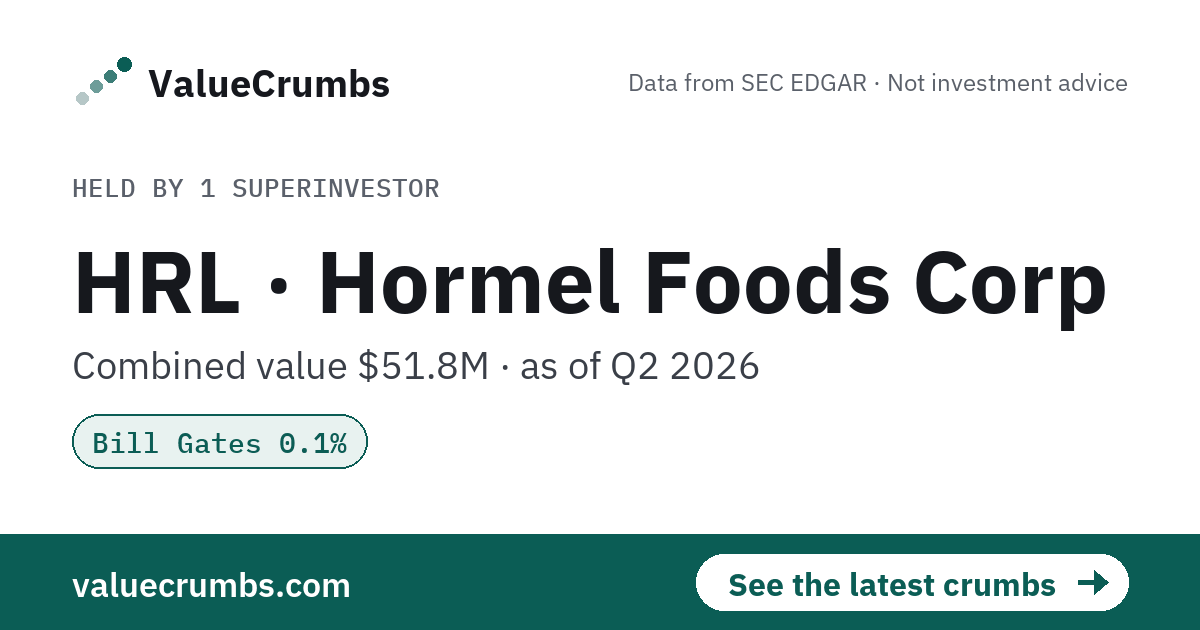 ValueCrumbs
Data from SEC EDGAR · Not investment advice
HELD BY 1 SUPERINVESTOR
HRL · Hormel Foods Corp
Combined value $51.8M · as of Q2 2026
Bill Gates 0.1%
valuecrumbs.com
See the latest crumbs →